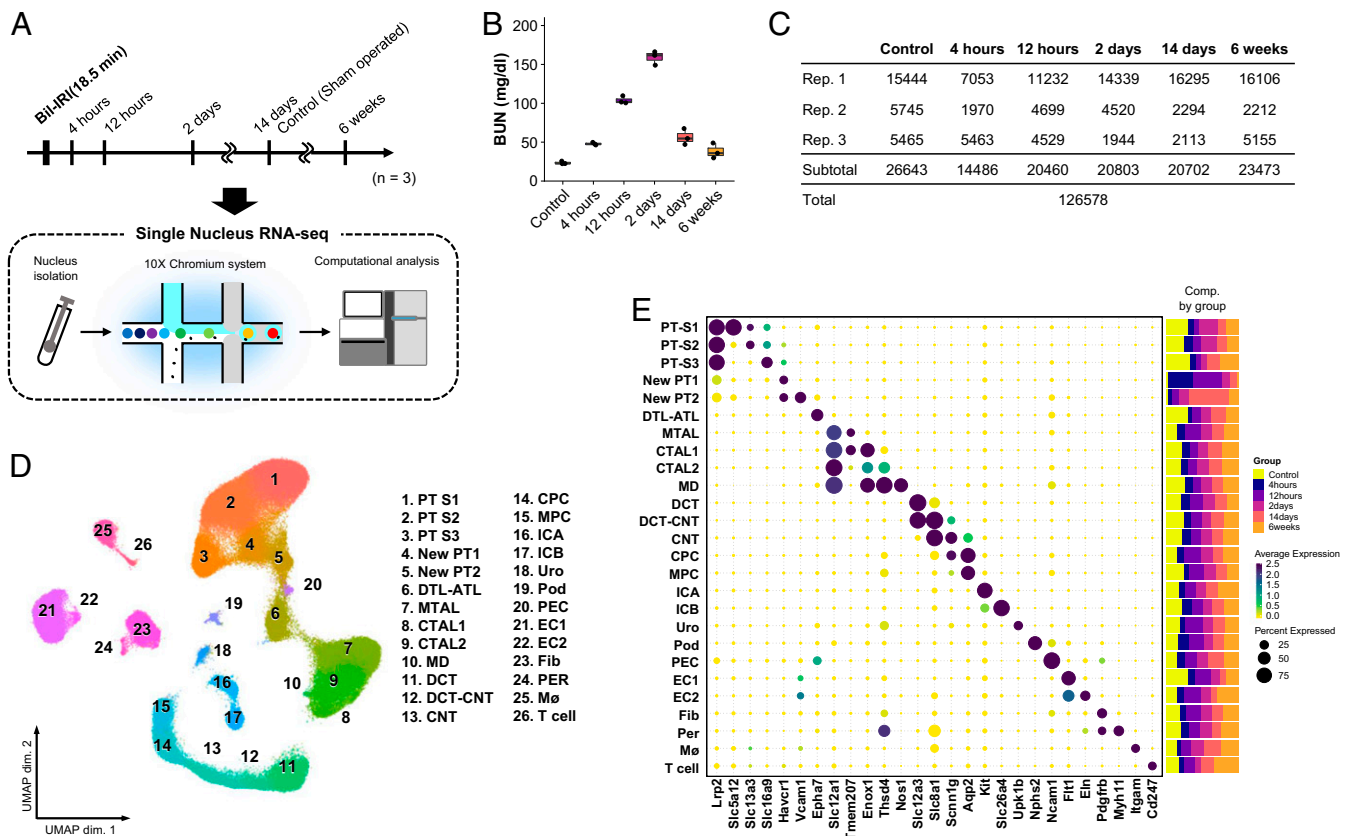 A
Bil-IRI(18.5 min)
4 hours
12 hours
2 days
14 days
Control (Sham operated)
6 weeks
(n = 3)
Single Nucleus RNA-seq
Nucleus
isolation
10X Chromium system
Computational analysis
B
BUN (mg/dl)
200
150
100
50
0
Control
4 hours
12 hours
2 days
14 days
6 weeks
C
Control 4 hours 12 hours 2 days 14 days 6 weeks
Rep. 1 15444 7053 11232 14339 16295 16106
Rep. 2 5745 1970 4699 4520 2294 2212
Rep. 3 5465 5463 4529 1944 2113 5155
Subtotal 26643 14486 20460 20803 20702 23473
Total 126578
D
1
2
3
4
5
6
7
8
9
10
11
12
13
14
15
16
17
18
19
20
21
22
23
24
25
26
UMAP dim. 2
UMAP dim. 1
1. PT S1
2. PT S2
3. PT S3
4. New PT1
5. New PT2
6. DTL-ATL
7. MTAL
8. CTAL1
9. CTAL2
10. MD
11. DCT
12. DCT-CNT
13. CNT
14. CPC
15. MPC
16. ICA
17. ICB
18. Uro
19. Pod
20. PEC
21. EC1
22. EC2
23. Fib
24. PER
25. Mø
26. T cell
E
Comp.
by group
PT-S1
PT-S2
PT-S3
New PT1
New PT2
DTL-ATL
MTAL
CTAL1
CTAL2
MD
DCT
DCT-CNT
CNT
CPC
MPC
ICA
ICB
Uro
Pod
PEC
EC1
EC2
Fib
Per
Mø
T cell
Lrp2
Slc5a12
Slc13a3
Slc16a9
Havcr1
Vcam1
Epha7
Slc12a1
Tmem207
Enox1
Thsd4
Nos1
Slc12a3
Slc8a1
Scnn1g
Aqp2
Kit
Slc26a4
Upk1b
Nphs2
Ncam1
Flt1
Eln
Pdgfrb
Myh11
Itgam
Cd247
Group
Control
4hours
12hours
2days
14days
6weeks
Average Expression
2.5
2.0
1.5
1.0
0.5
0.0
Percent Expressed
25
50
75